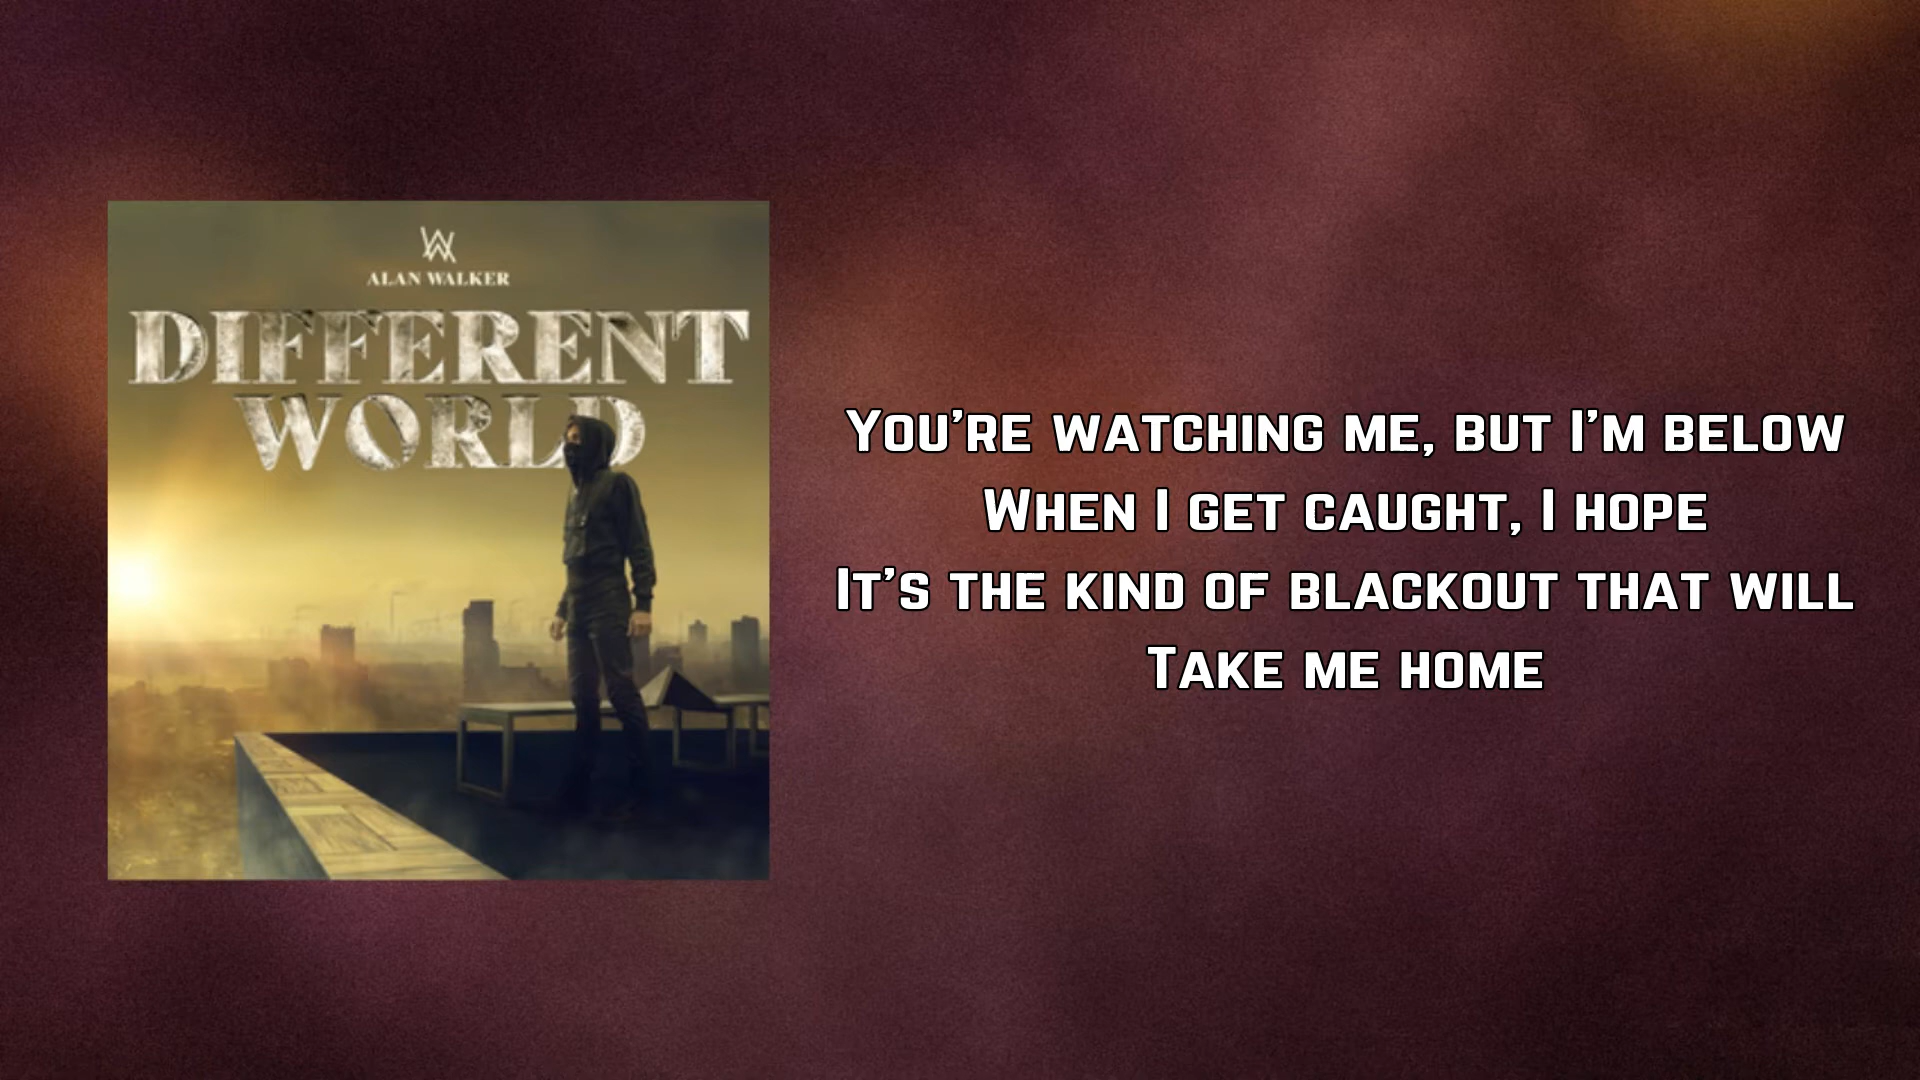 ALAN WALKER
DIFFERENT
WORLD
You're watching me, but I'm below
When I get caught, I hope
It's the kind of blackout that will
Take me home